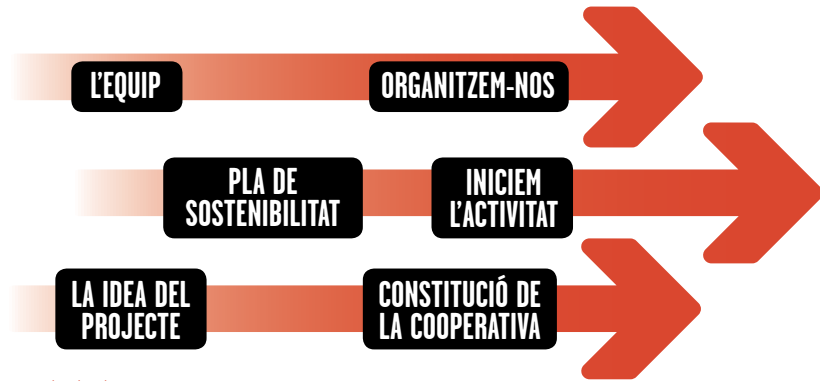 L'EQUIP
ORGANITZEM-NOS
PLA DE
SOSTENIBILITAT
INICIEM
L'ACTIVITAT
LA IDEA DEL
PROJECTE
CONSTITUCIÓ DE
LA COOPERATIVA